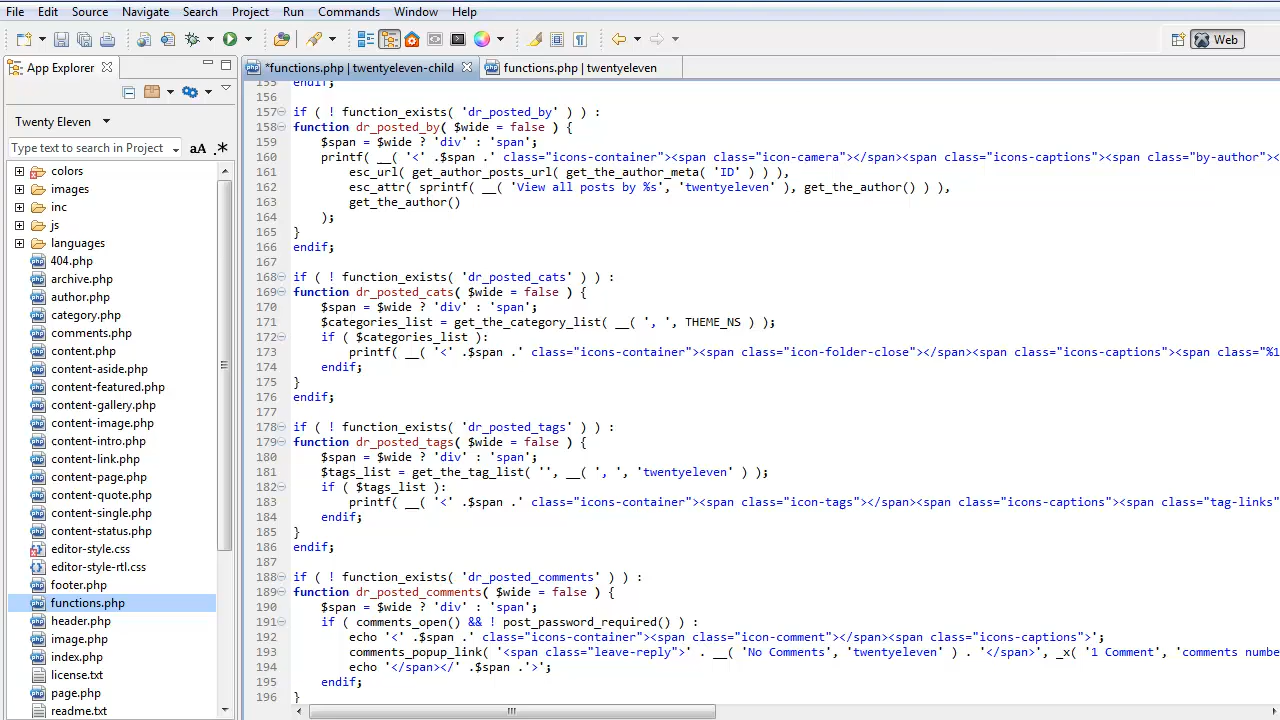 File Edit Source Navigate Search Project Run Commands Window Help
Web
App Explorer
*functions.php | twentyeleven-child
functions.php | twentyeleven
Twenty Eleven
Type text to search in Project
aA .*
colors
images
inc
js
languages
404.php
archive.php
author.php
category.php
comments.php
content.php
content-aside.php
content-featured.php
content-gallery.php
content-image.php
content-intro.php
content-link.php
content-page.php
content-quote.php
content-single.php
content-status.php
editor-style.css
editor-style-rtl.css
footer.php
functions.php
header.php
image.php
index.php
license.txt
page.php
readme.txt
155 endif;
156
157 if ( ! function_exists( 'dr_posted_by' ) ) :
158 function dr_posted_by( $wide = false ) {
159 $span = $wide ? 'div' : 'span';
160 printf( __( '<' .$span .' class="icons-container"><span class="icon-camera"></span><span class="icons-captions"><span class="by-author"><
161 esc_url( get_author_posts_url( get_the_author_meta( 'ID' ) ) ),
162 esc_attr( sprintf( __( 'View all posts by %s', 'twentyeleven' ), get_the_author() ) ),
163 get_the_author()
164 );
165 }
166 endif;
167
168 if ( ! function_exists( 'dr_posted_cats' ) ) :
169 function dr_posted_cats( $wide = false ) {
170 $span = $wide ? 'div' : 'span';
171 $categories_list = get_the_category_list( __( ', ', THEME_NS ) );
172 if ( $categories_list ):
173 printf( __( '<' .$span .' class="icons-container"><span class="icon-folder-close"></span><span class="icons-captions"><span class="%1
174 endif;
175 }
176 endif;
177
178 if ( ! function_exists( 'dr_posted_tags' ) ) :
179 function dr_posted_tags( $wide = false ) {
180 $span = $wide ? 'div' : 'span';
181 $tags_list = get_the_tag_list( '', __( ', ', 'twentyeleven' ) );
182 if ( $tags_list ):
183 printf( __( '<' .$span .' class="icons-container"><span class="icon-tags"></span><span class="icons-captions"><span class="tag-links"
184 endif;
185 }
186 endif;
187
188 if ( ! function_exists( 'dr_posted_comments' ) ) :
189 function dr_posted_comments( $wide = false ) {
190 $span = $wide ? 'div' : 'span';
191 if ( comments_open() && ! post_password_required() ) :
192 echo '<' .$span .' class="icons-container"><span class="icon-comment"></span><span class="icons-captions">';
193 comments_popup_link( '<span class="leave-reply">' . __( 'No Comments', 'twentyeleven' ) . '</span>', _x( '1 Comment', 'comments numbe
194 echo '</span></' .$span .'>';
195 endif;
196 }